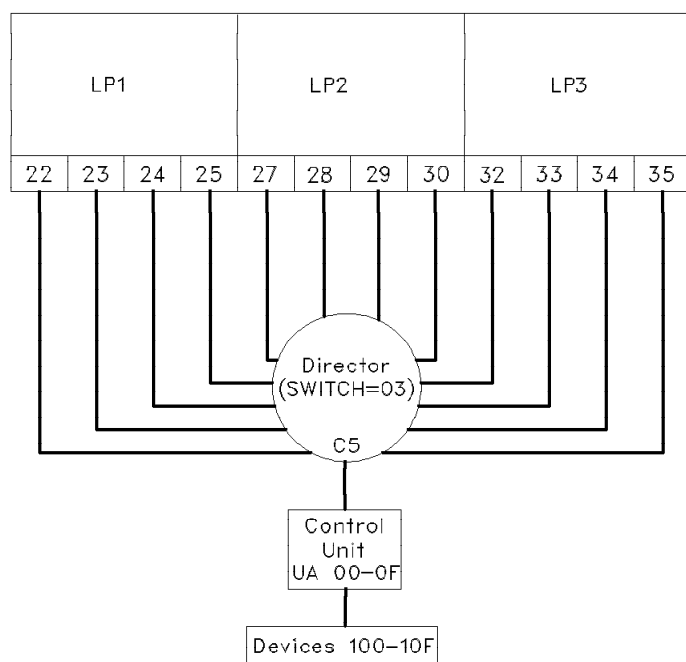 LP1 LP2 LP3
22 23 24 25 27 28 29 30 32 33 34 35
Director
(SWITCH=03)
C5
Control
Unit
UA 00-0F
Devices 100-10F